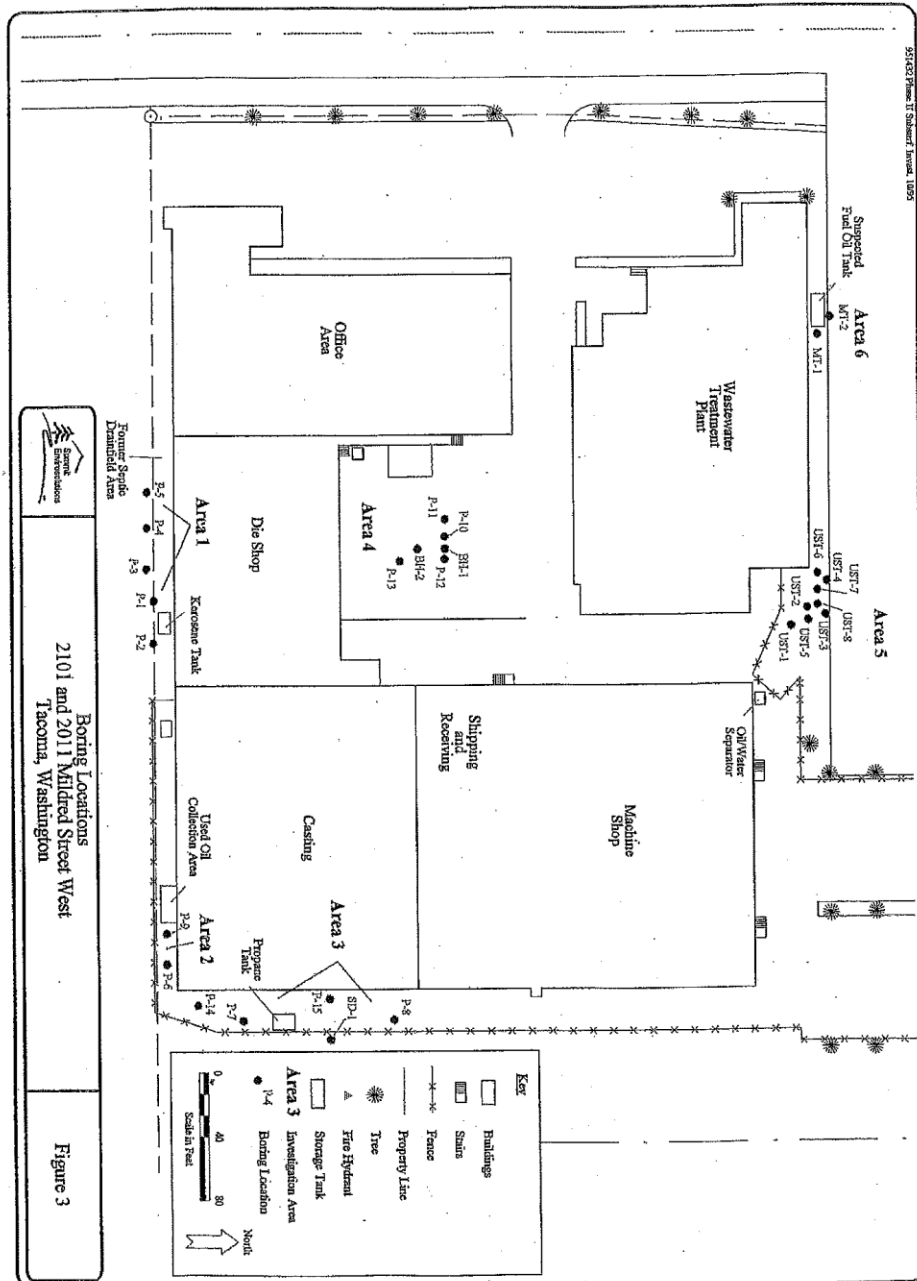 951432 Phase II Subsurf. Invest. 10/95
Suspected
Fuel Oil Tank
Area 6
MT-2
MT-1
Wastewater
Treatment
Plant
Area 5
UST-6
UST-4
UST-7
UST-8
UST-2
UST-3
UST-5
UST-1
Oil/Water
Separator
Office
Area
Area 4
P-11
P-10
BH-1
P-12
BH-2
P-13
Die Shop
Former Septic
Drainfield Area
Area 1
P-5
P-4
P-3
P-1
P-2
Kerosene Tank
Shipping
and
Receiving
Machine
Shop
Casting
Used Oil
Collection Area
Area 2
P-9
P-6
Area 3
Propane
Tank
P-14
P-7
P-15
SD-1
P-8
Key
Buildings
Stairs
Fence
Property Line
Tree
Fire Hydrant
Storage Tank
Area 3 Investigation Area
P-4 Boring Location
0 40 80
Scale in Feet
North
Summit
Envirosolutions
Boring Locations
2101 and 2011 Mildred Street West
Tacoma, Washington
Figure 3